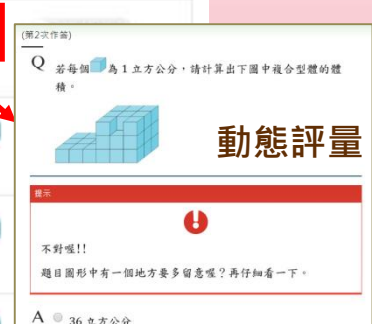 (第2次作答)
Q 若每個為1立方公分，請計算出下圖中複合型體的體
積。
動態評量
提示
不對喔!!
題目圖形中有一個地方要多留意喔？再仔細看一下。
A 36 立方公分